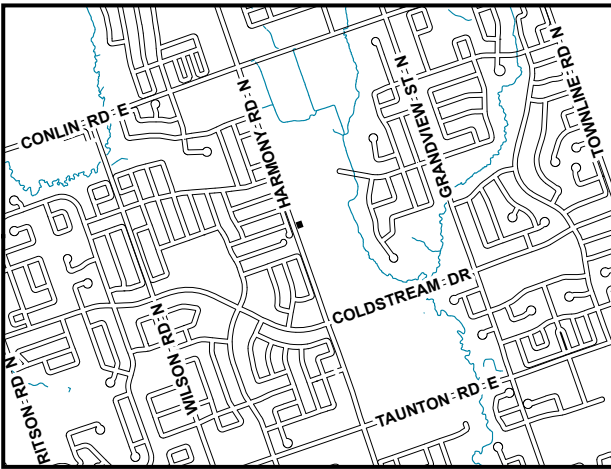 CONLIN RD E
HARMONY RD N
GRANDVIEW ST N
TOWNLINE RD N
COLDSTREAM DR
WILSON RD N
RITSON RD N
TAUNTON RD E